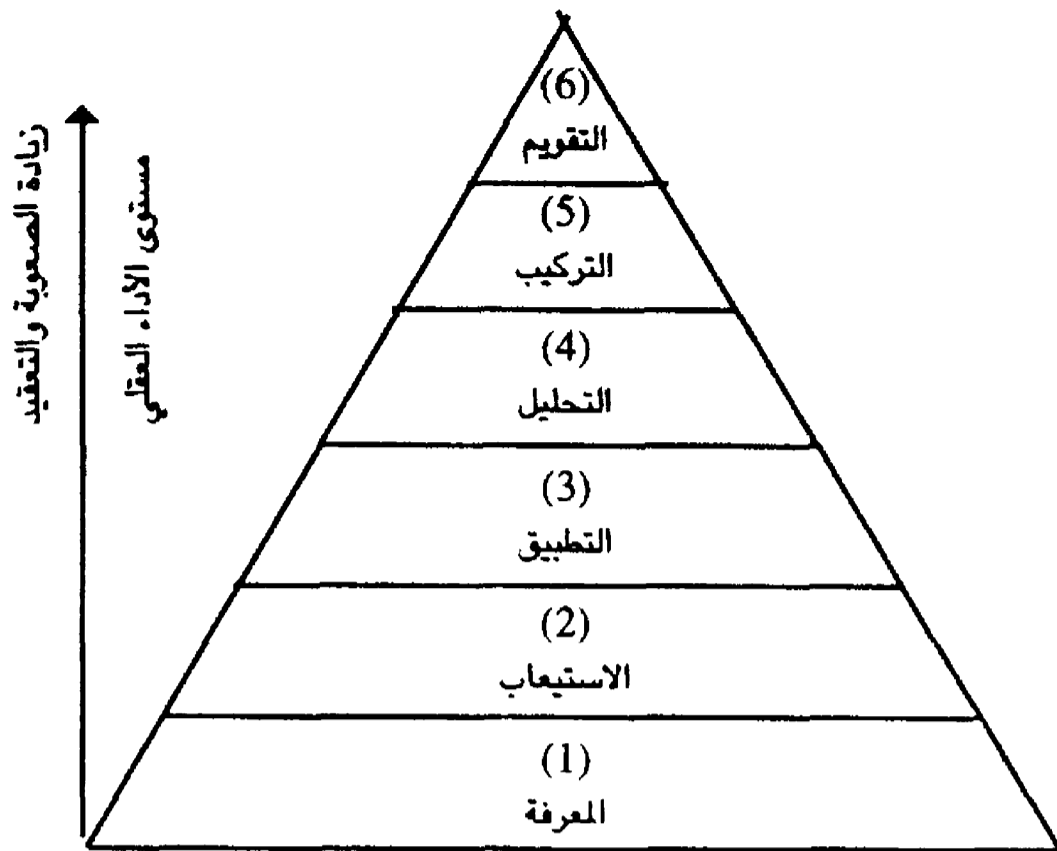 (6)
التقويم
(5)
التركيب
(4)
التحليل
(3)
التطبيق
(2)
الاستيعاب
(1)
المعرفة
مستوى الأداء العقلي
زيادة الصعوبة والتعقيد